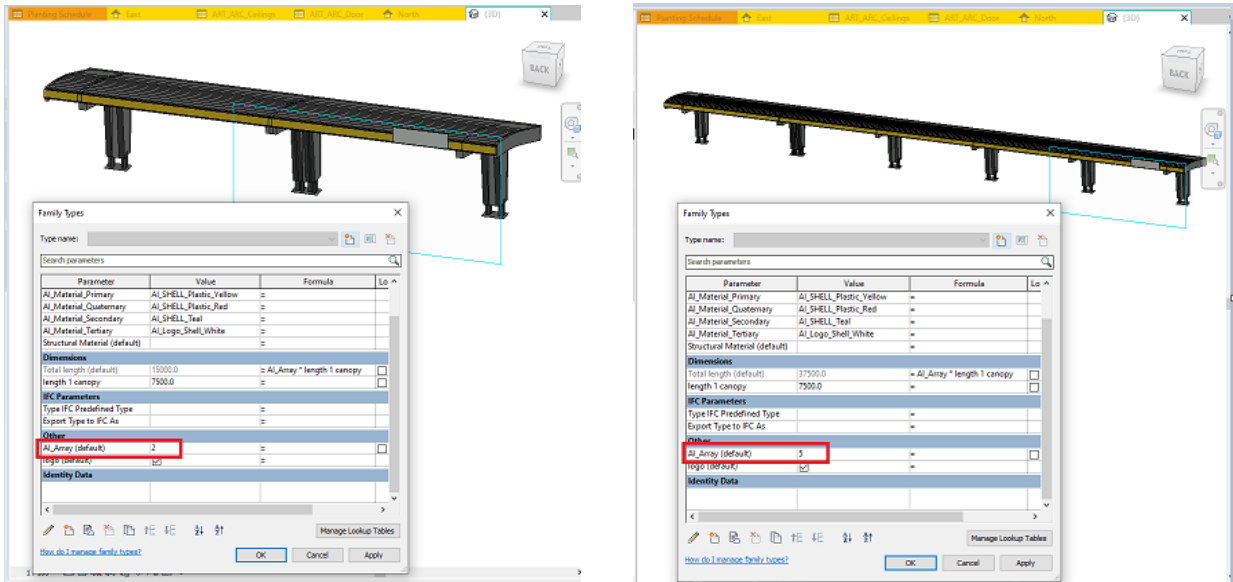 Planting Schedule East ART_ARC_Ceilings ART_ARC_Door North {3D}
BACK
Family Types
Type name:
Search parameters
Parameter Value Formula Lo
AI_Material_Primary AI_SHELL_Plastic_Yellow =
AI_Material_Quaternary AI_SHELL_Plastic_Red =
AI_Material_Secondary AI_SHELL_Teal =
AI_Material_Tertiary AI_Logo_Shell_White =
Structural Material (default) =
Dimensions
Total length (default) 15000.0 = AI_Array * length 1 canopy
length 1 canopy 7500.0 =
IFC Parameters
Type IFC Predefined Type =
Export Type to IFC As =
Other
AI_Array (default) 2 =
logo (default) =
Identity Data
Manage Lookup Tables
How do I manage family types?
OK Cancel Apply
Planting Schedule East ART_ARC_Ceilings ART_ARC_Door North {3D}
BACK
Family Types
Type name:
Search parameters
Parameter Value Formula Lo
AI_Material_Primary AI_SHELL_Plastic_Yellow =
AI_Material_Quaternary AI_SHELL_Plastic_Red =
AI_Material_Secondary AI_SHELL_Teal =
AI_Material_Tertiary AI_Logo_Shell_White =
Structural Material (default) =
Dimensions
Total length (default) 37500.0 = AI_Array * length 1 canopy
length 1 canopy 7500.0 =
IFC Parameters
Type IFC Predefined Type =
Export Type to IFC As =
Other
AI_Array (default) 5 =
logo (default) =
Identity Data
Manage Lookup Tables
How do I manage family types?
OK Cancel Apply